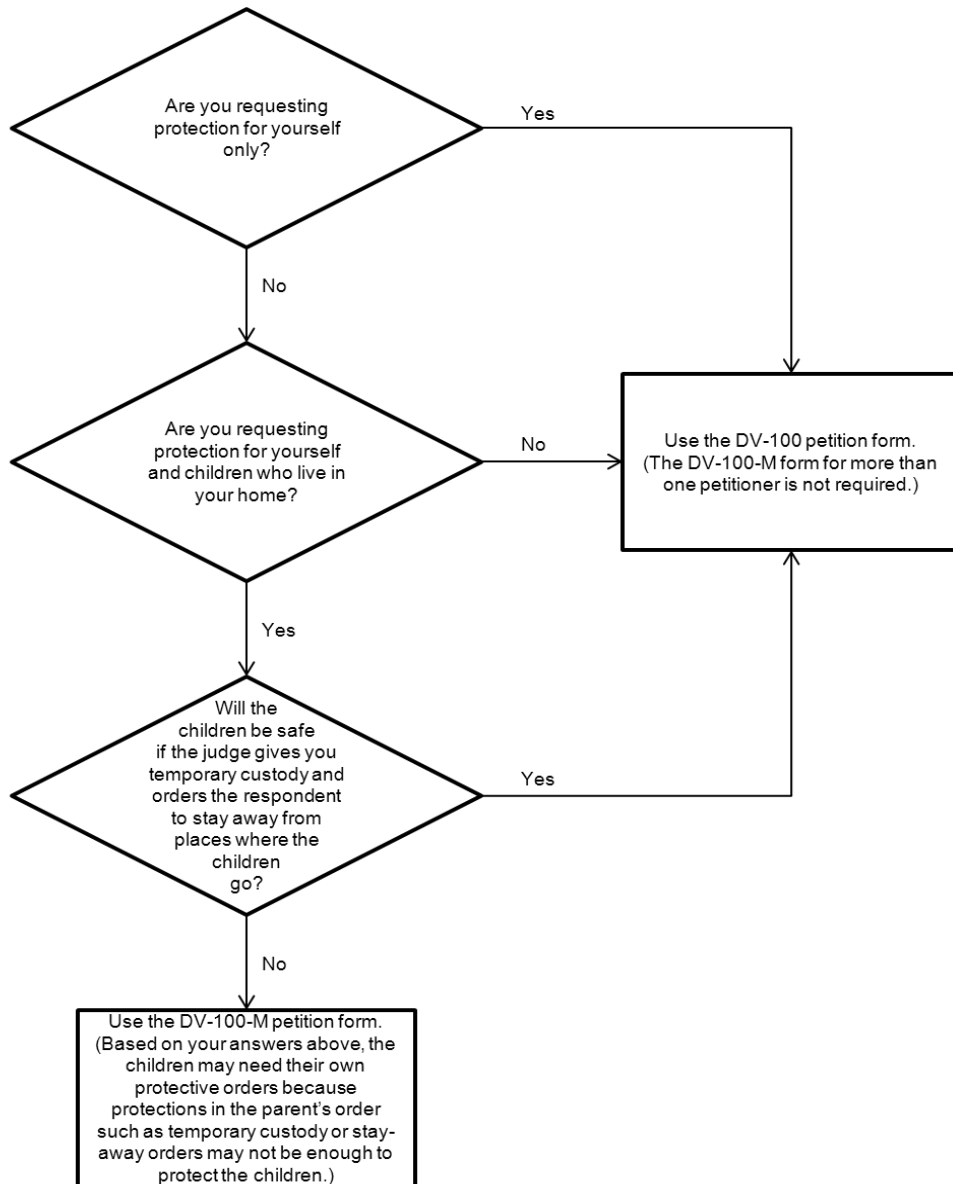 Are you requesting
protection for yourself
only?
Yes
No
Are you requesting
protection for yourself
and children who live in
your home?
No
Use the DV-100 petition form.
(The DV-100-M form for more than
one petitioner is not required.)
Yes
Will the
children be safe
if the judge gives you
temporary custody and
orders the respondent
to stay away from
places where the
children
go?
Yes
No
Use the DV-100-M petition form.
(Based on your answers above, the
children may need their own
protective orders because
protections in the parent’s order
such as temporary custody or stay-
away orders may not be enough to
protect the children.)